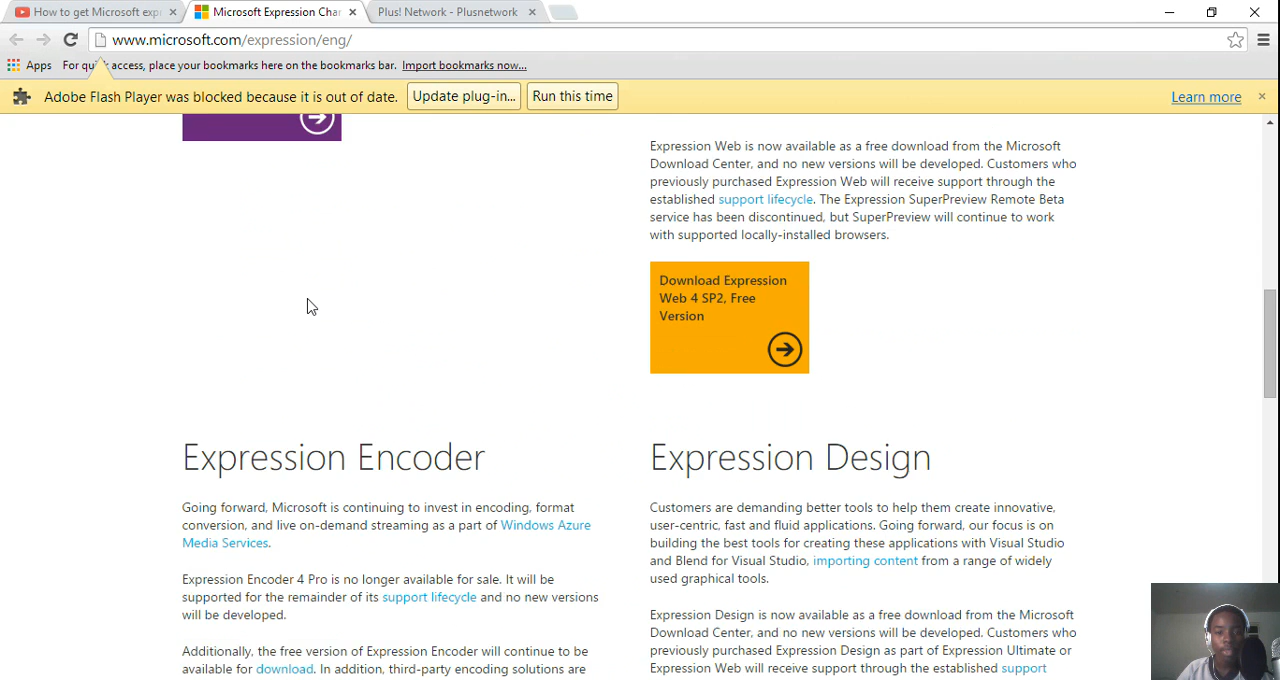 How to get Microsoft exp
Microsoft Expression Cha
Plus! Network - Plusnetwork
www.microsoft.com/expression/eng/
Apps
For quick access, place your bookmarks here on the bookmarks bar. Import bookmarks now...
Adobe Flash Player was blocked because it is out of date.
Update plug-in...
Run this time
Learn more
Expression Web is now available as a free download from the Microsoft
Download Center, and no new versions will be developed. Customers who
previously purchased Expression Web will receive support through the
established support lifecycle. The Expression SuperPreview Remote Beta
service has been discontinued, but SuperPreview will continue to work
with supported locally-installed browsers.
Download Expression
Web 4 SP2, Free
Version
Expression Encoder
Going forward, Microsoft is continuing to invest in encoding, format
conversion, and live on-demand streaming as a part of Windows Azure
Media Services.
Expression Encoder 4 Pro is no longer available for sale. It will be
supported for the remainder of its support lifecycle and no new versions
will be developed.
Additionally, the free version of Expression Encoder will continue to be
available for download. In addition, third-party encoding solutions are
Expression Design
Customers are demanding better tools to help them create innovative,
user-centric, fast and fluid applications. Going forward, our focus is on
building the best tools for creating these applications with Visual Studio
and Blend for Visual Studio, importing content from a range of widely
used graphical tools.
Expression Design is now available as a free download from the Microsoft
Download Center, and no new versions will be developed. Customers who
previously purchased Expression Design as part of Expression Ultimate or
Expression Web will receive support through the established support